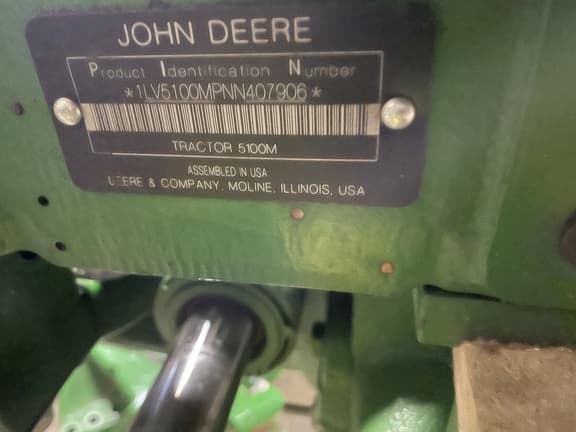 JOHN DEERE
Product Identification Number
*1LV5100MPNN407906*
TRACTOR 5100M
ASSEMBLED IN USA
DEERE & COMPANY, MOLINE, ILLINOIS, USA